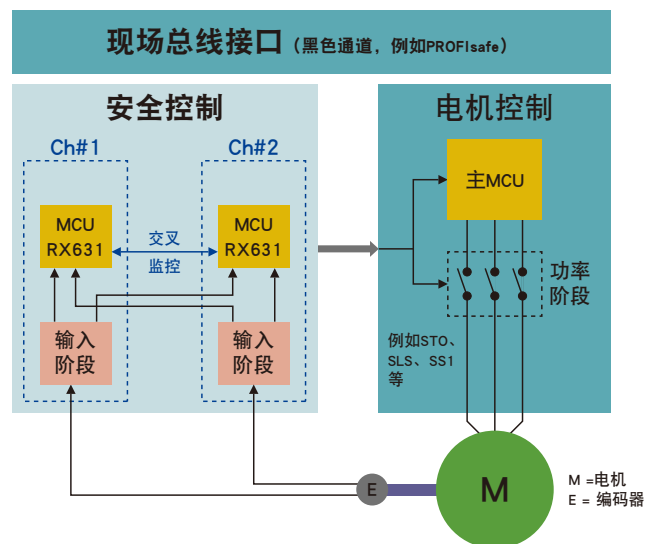 现场总线接口（黑色通道，例如PROFIsafe）
安全控制
Ch#1
Ch#2
MCU
RX631
交叉
监控
MCU
RX631
输入
阶段
输入
阶段
电机控制
主MCU
功率
阶段
例如STO、
SLS、SS1
等
E
M
M =电机
E = 编码器